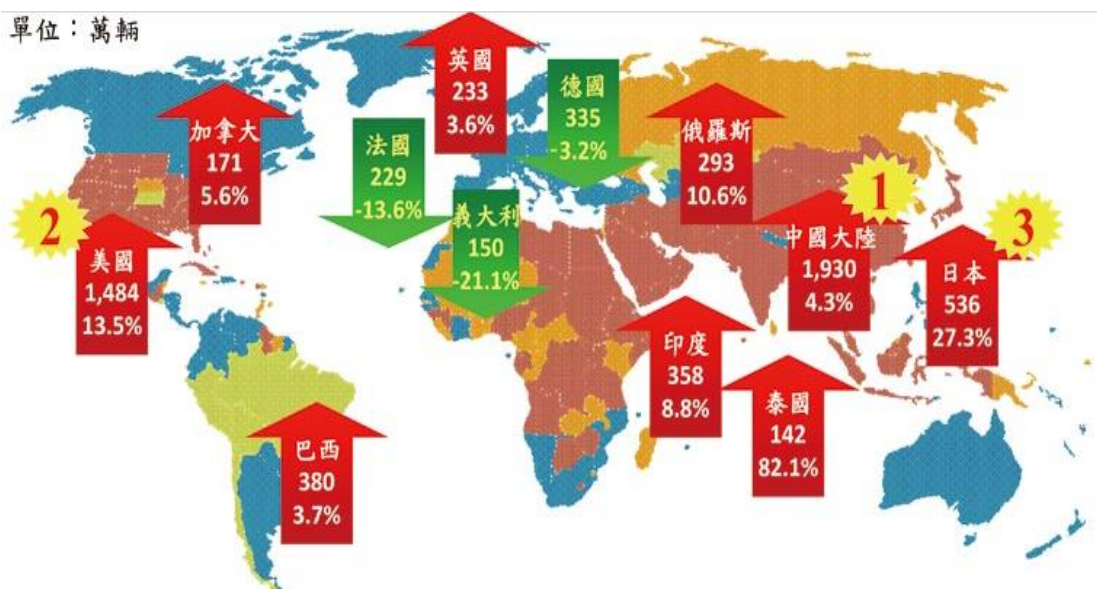 單位：萬輛
英國
233
3.6%
德國
335
-3.2%
加拿大
171
5.6%
法國
229
-13.6%
俄羅斯
293
10.6%
義大利
150
-21.1%
2
美國
1,484
13.5%
1
中國大陸
1,930
4.3%
3
日本
536
27.3%
印度
358
8.8%
泰國
142
82.1%
巴西
380
3.7%